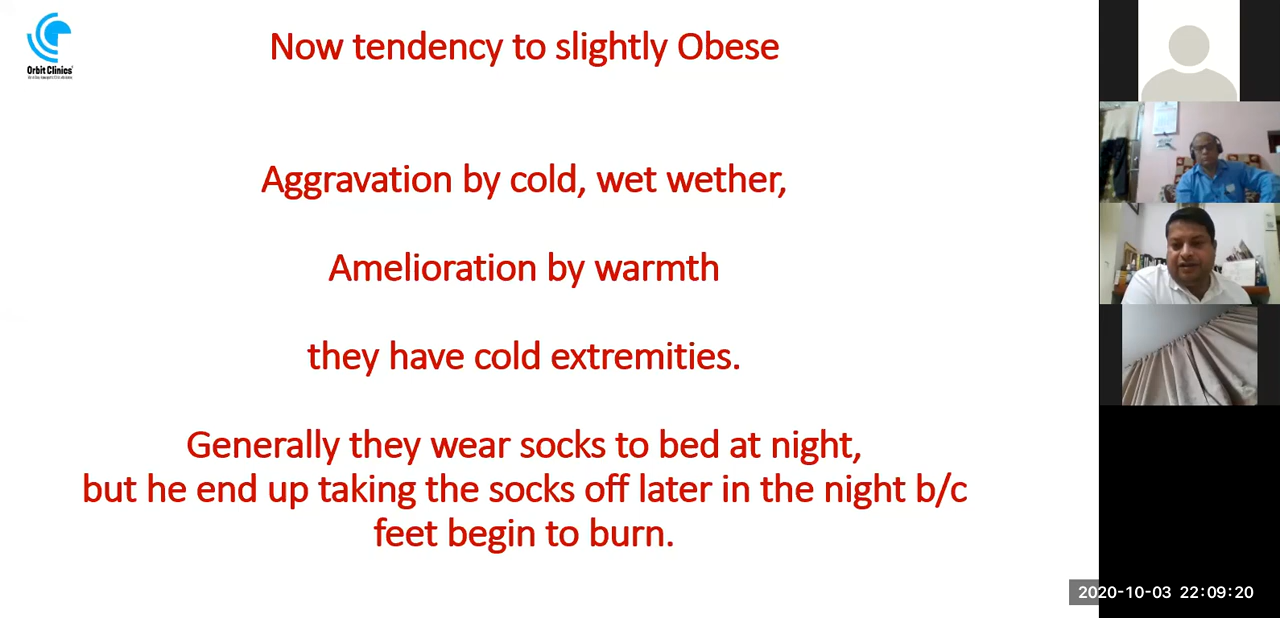 Now tendency to slightly Obese
Orbit Clinics
Aggravation by cold, wet wether,
Amelioration by warmth
they have cold extremities.
Generally they wear socks to bed at night,
but he end up taking the socks off later in the night b/c
feet begin to burn.
2020-10-03 22:09:20